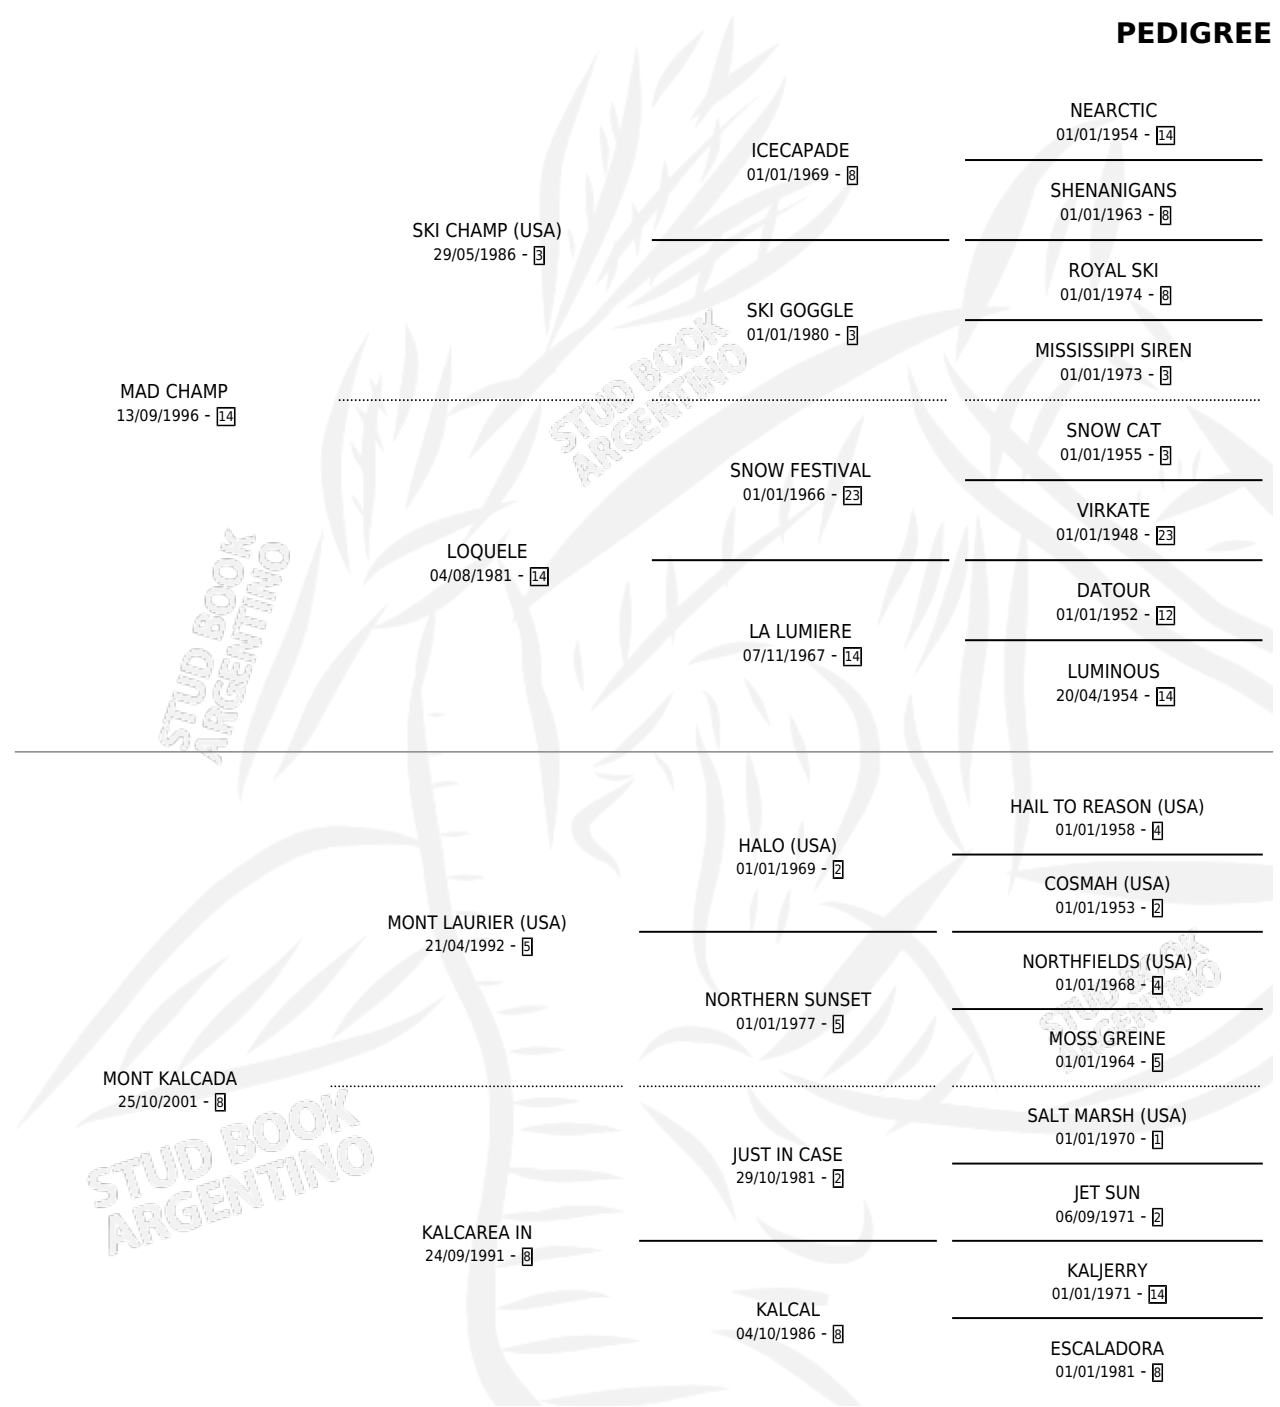 PEDIGREE
NEARCTIC
01/01/1954 - 14
ICECAPADE
01/01/1969 - 8
SHENANIGANS
01/01/1963 - 8
SKI CHAMP (USA)
29/05/1986 - 3
ROYAL SKI
01/01/1974 - 8
SKI GOGGLE
01/01/1980 - 3
MISSISSIPPI SIREN
01/01/1973 - 3
MAD CHAMP
13/09/1996 - 14
SNOW CAT
01/01/1955 - 3
SNOW FESTIVAL
01/01/1966 - 23
VIRKATE
01/01/1948 - 23
LOQUELE
04/08/1981 - 14
DATOUR
01/01/1952 - 12
LA LUMIERE
07/11/1967 - 14
LUMINOUS
20/04/1954 - 14
HAIL TO REASON (USA)
01/01/1958 - 4
HALO (USA)
01/01/1969 - 2
COSMAH (USA)
01/01/1953 - 2
MONT LAURIER (USA)
21/04/1992 - 5
NORTHFIELDS (USA)
01/01/1968 - 4
NORTHERN SUNSET
01/01/1977 - 5
MOSS GREINE
01/01/1964 - 5
MONT KALCADA
25/10/2001 - 8
SALT MARSH (USA)
01/01/1970 - 1
JUST IN CASE
29/10/1981 - 2
JET SUN
06/09/1971 - 2
KALCAREA IN
24/09/1991 - 8
KALJERRY
01/01/1971 - 14
KALCAL
04/10/1986 - 8
ESCALADORA
01/01/1981 - 8
STUD BOOK
ARGENTINO
STUD BOOK
ARGENTINO
STUD BOOK
ARGENTINO
STUD BOOK
ARGENTINO